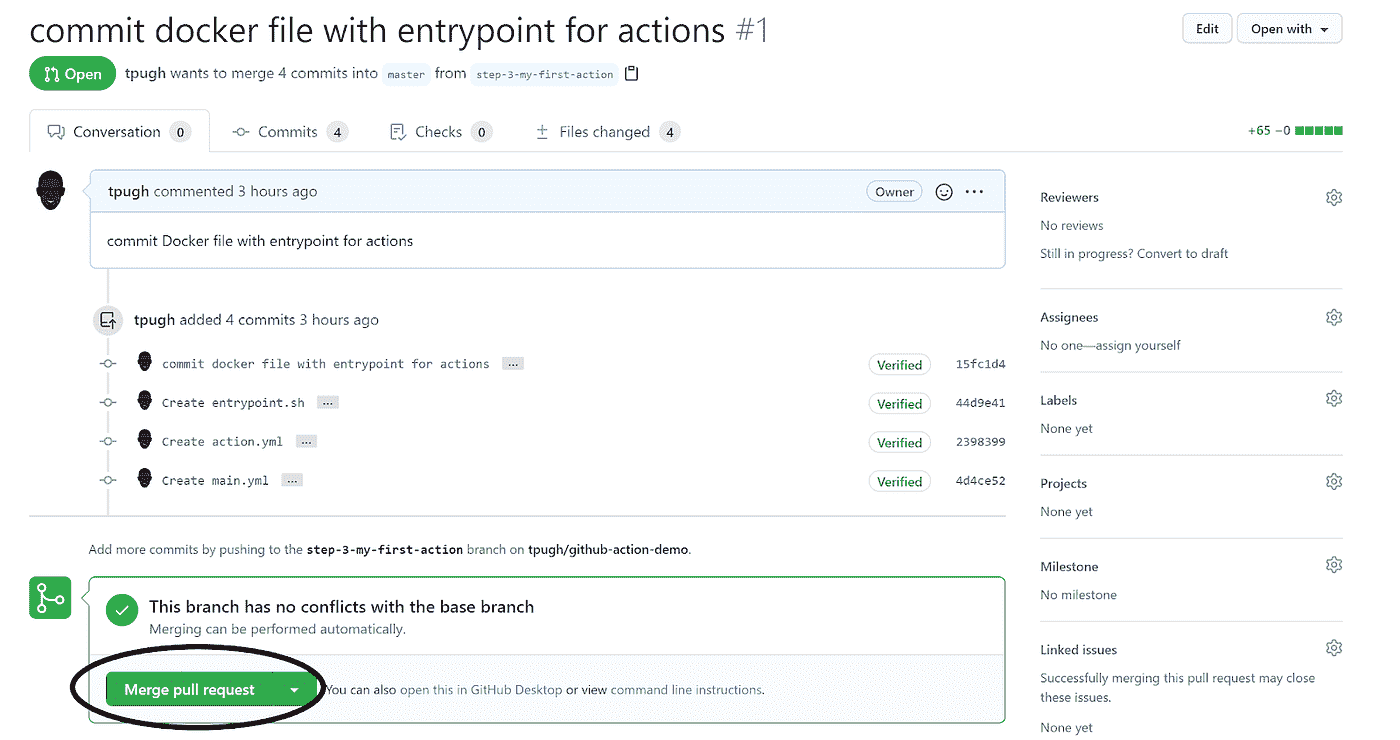 commit docker file with entrypoint for actions #1
Edit
Open with
Open
tpugh wants to merge 4 commits into master from step-3-my-first-action
Conversation 0
Commits 4
Checks 0
Files changed 4
+65 −0
tpugh commented 3 hours ago
Owner
commit Docker file with entrypoint for actions
tpugh added 4 commits 3 hours ago
commit docker file with entrypoint for actions ... Verified 15fc1d4
Create entrypoint.sh ... Verified 44d9e41
Create action.yml ... Verified 2398399
Create main.yml ... Verified 4d4ce52
Add more commits by pushing to the step-3-my-first-action branch on tpugh/github-action-demo.
This branch has no conflicts with the base branch
Merging can be performed automatically.
Merge pull request
You can also open this in GitHub Desktop or view command line instructions.
Reviewers
No reviews
Still in progress? Convert to draft
Assignees
No one—assign yourself
Labels
None yet
Projects
None yet
Milestone
No milestone
Linked issues
Successfully merging this pull request may close
these issues.
None yet